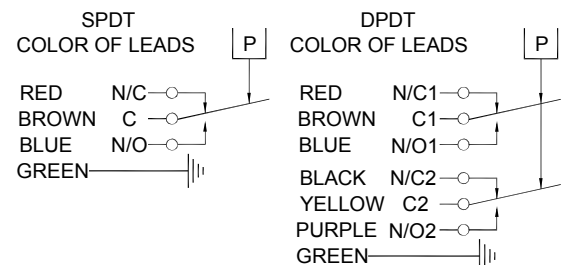 SPDT
COLOR OF LEADS
P
RED N/C
BROWN C
BLUE N/O
GREEN
DPDT
COLOR OF LEADS
P
RED N/C1
BROWN C1
BLUE N/O1
BLACK N/C2
YELLOW C2
PURPLE N/O2
GREEN